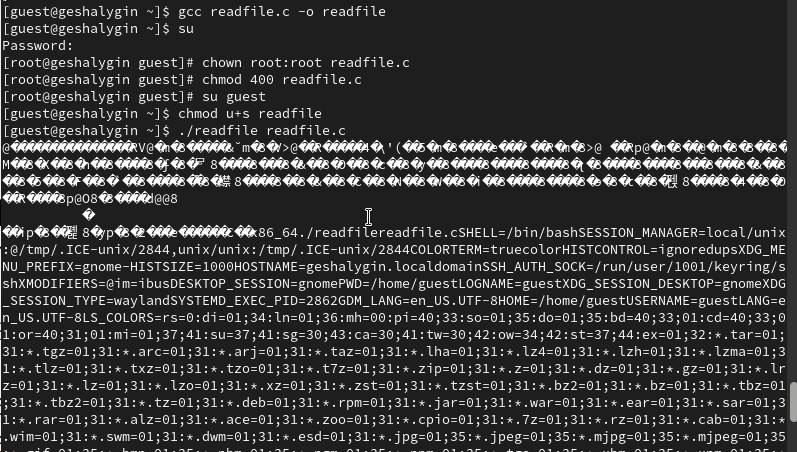 [guest@geshalygin ~]$ gcc readfile.c -o readfile
[guest@geshalygin ~]$ su
Password:
[root@geshalygin guest]# chown root:root readfile.c
[root@geshalygin guest]# chmod 400 readfile.c
[root@geshalygin guest]# su guest
[guest@geshalygin ~]$ chmod u+s readfile
[guest@geshalygin ~]$ ./readfile readfile.c
x86_64./readfilereadfile.cSHELL=/bin/bashSESSION_MANAGER=local/unix
:@/tmp/.ICE-unix/2844,unix/unix:/tmp/.ICE-unix/2844COLORTERM=truecolorHISTCONTROL=ignoredupsXDG_ME
NU_PREFIX=gnome-HISTSIZE=1000HOSTNAME=geshalygin.localdomainSSH_AUTH_SOCK=/run/user/1001/keyring/s
shXMODIFIERS=@im=ibusDESKTOP_SESSION=gnomePWD=/home/guestLOGNAME=guestXDG_SESSION_DESKTOP=gnomeXDG
_SESSION_TYPE=waylandSYSTEMD_EXEC_PID=2862GDM_LANG=en_US.UTF-8HOME=/home/guestUSERNAME=guestLANG=e
n_US.UTF-8LS_COLORS=rs=0:di=01;34:ln=01;36:mh=00:pi=40;33:so=01;35:do=01;35:bd=40;33;01:cd=40;33;0
1:or=40;31;01:mi=01;37;41:su=37;41:sg=30;43:ca=30;41:tw=30;42:ow=34;42:st=37;44:ex=01;32:*.tar=01;
31:*.tgz=01;31:*.arc=01;31:*.arj=01;31:*.taz=01;31:*.lha=01;31:*.lz4=01;31:*.lzh=01;31:*.lzma=01;3
1:*.tlz=01;31:*.txz=01;31:*.tzo=01;31:*.t7z=01;31:*.zip=01;31:*.z=01;31:*.dz=01;31:*.gz=01;31:*.lr
z=01;31:*.lz=01;31:*.lzo=01;31:*.xz=01;31:*.zst=01;31:*.tzst=01;31:*.bz2=01;31:*.bz=01;31:*.tbz=01
;31:*.tbz2=01;31:*.tz=01;31:*.deb=01;31:*.rpm=01;31:*.jar=01;31:*.war=01;31:*.ear=01;31:*.sar=01;3
1:*.rar=01;31:*.alz=01;31:*.ace=01;31:*.zoo=01;31:*.cpio=01;31:*.7z=01;31:*.rz=01;31:*.cab=01;31:*
.wim=01;31:*.swm=01;31:*.dwm=01;31:*.esd=01;31:*.jpg=01;35:*.jpeg=01;35:*.mjpg=01;35:*.mjpeg=01;35